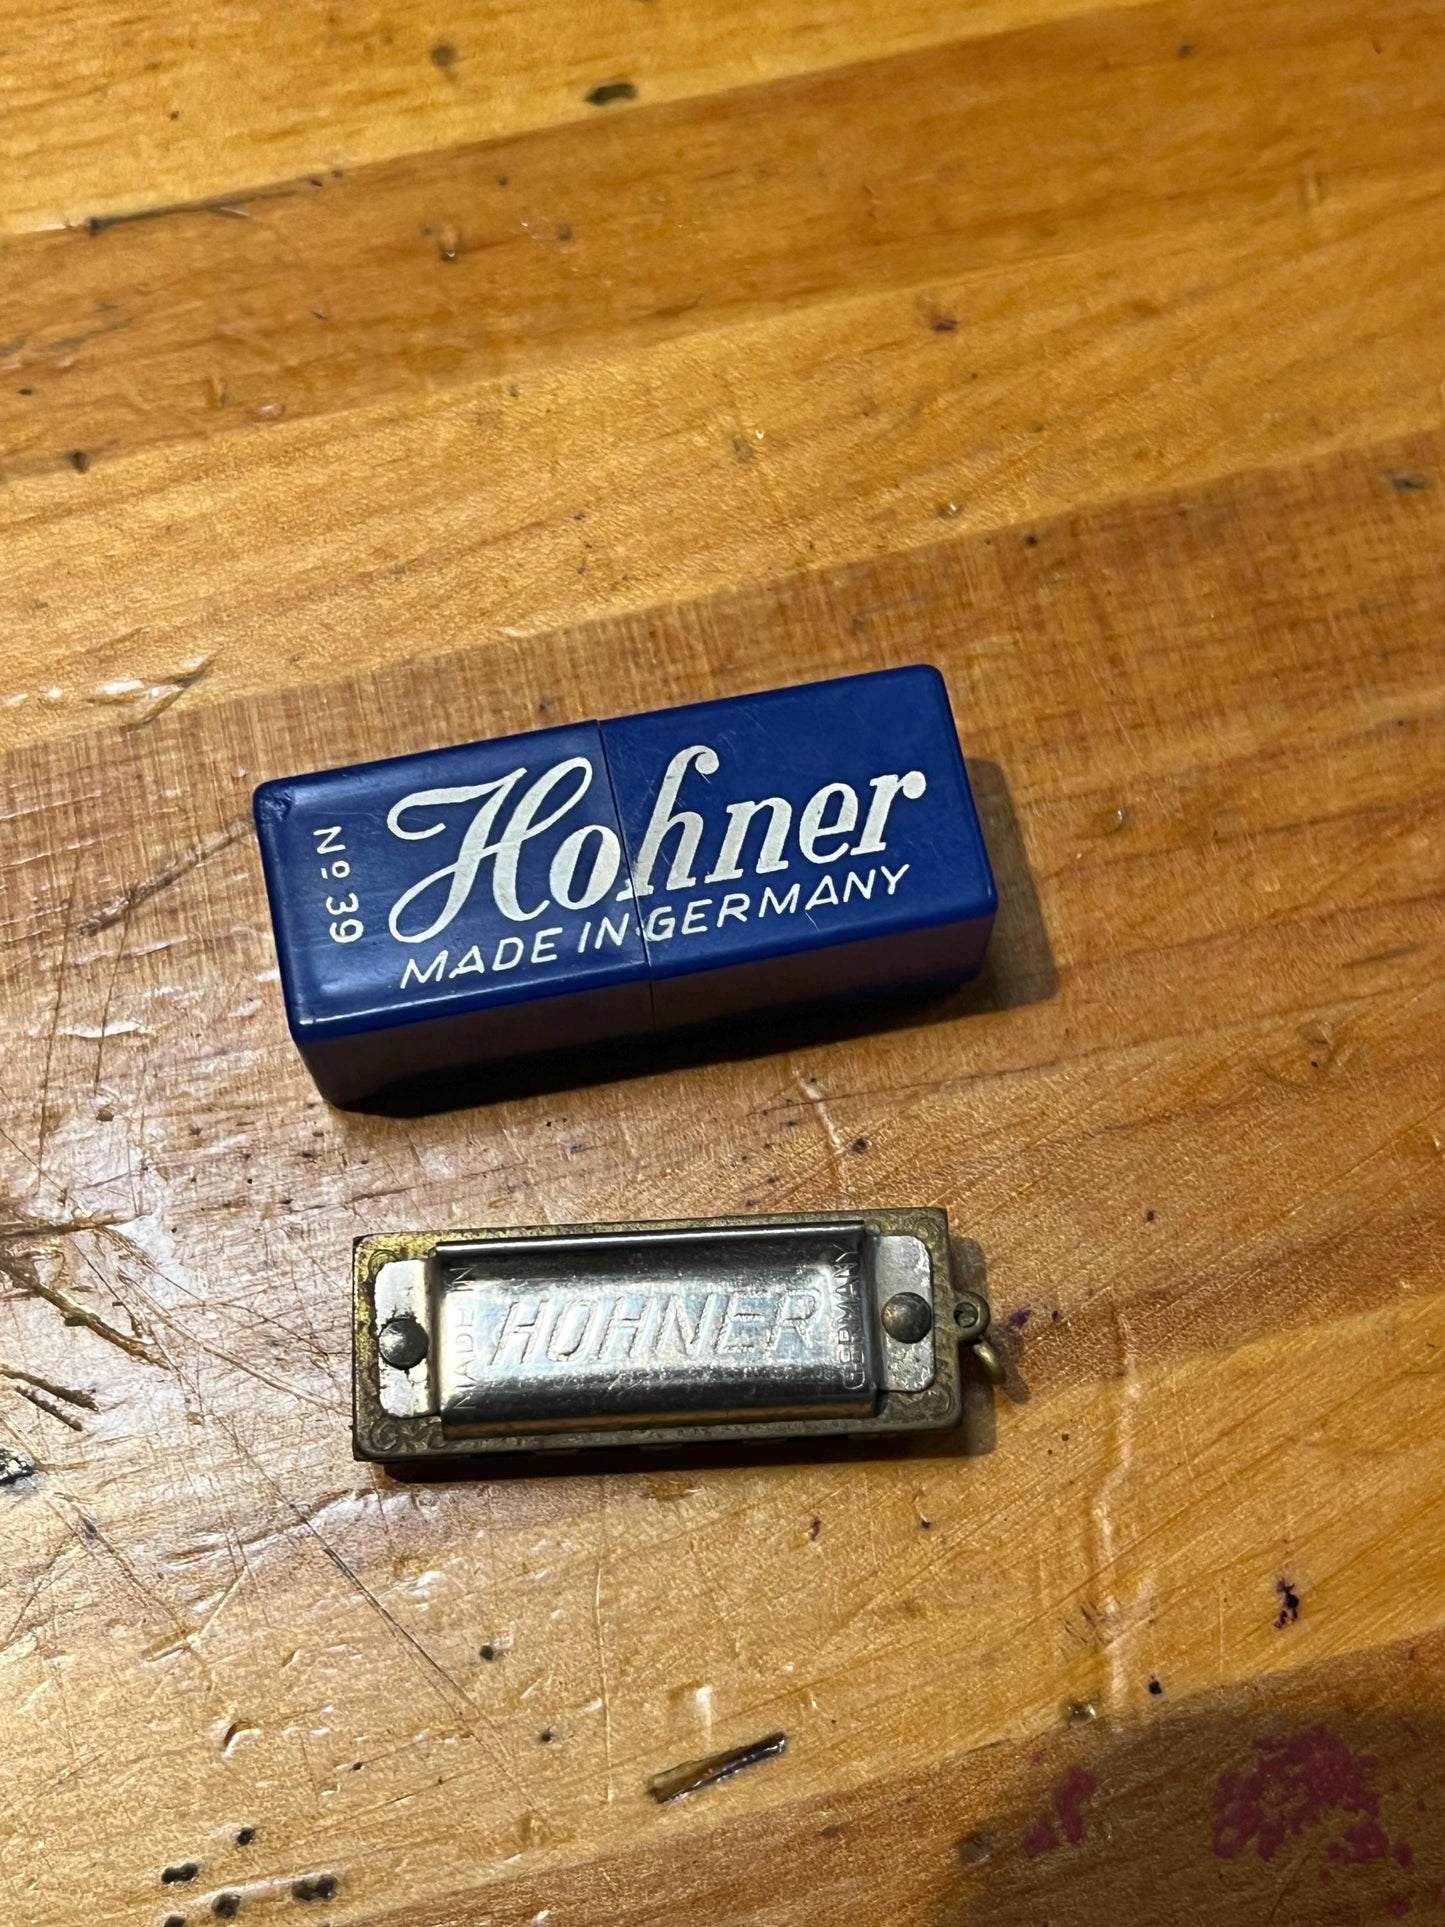 Nº 39
Hohner
MADE IN GERMANY
MADE IN
HOHNER
GERMANY